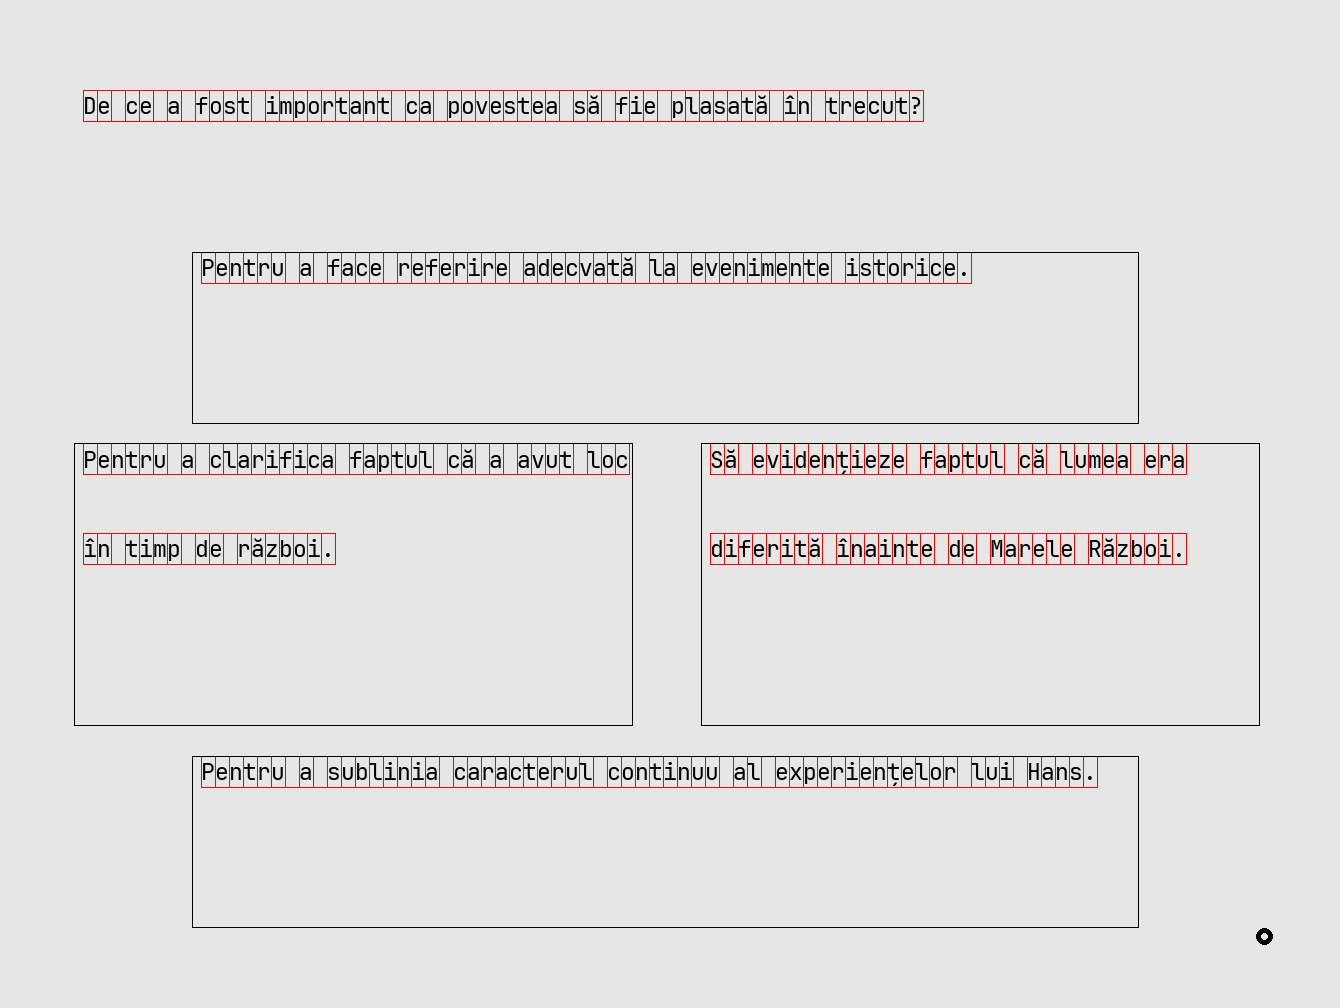 De ce a fost important ca povestea să fie plasată în trecut?
Pentru a face referire adecvată la evenimente istorice.
Pentru a clarifica faptul că a avut loc
în timp de război.
Să evidențieze faptul că lumea era
diferită înainte de Marele Război.
Pentru a sublinia caracterul continuu al experiențelor lui Hans.